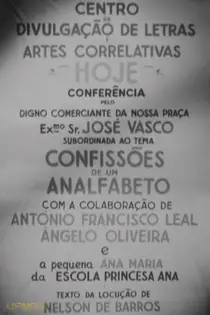 CENTRO
DE
DIVULGAÇÃO DE LETRAS
E
ARTES CORRELATIVAS
- HOJE -
CONFERÊNCIA
PELO
DIGNO COMERCIANTE DA NOSSA PRAÇA
Exmo Sr. JOSÉ VASCO
SUBORDINADA AO TEMA
CONFISSÕES
DE UM
ANALFABETO
COM A COLABORAÇÃO DE
ANTÓNIO FRANCISCO LEAL
ÂNGELO OLIVEIRA
e
a pequena ANA MARIA
da ESCOLA PRINCESA ANA
TEXTO DA LOCUÇÃO DE
NELSON DE BARROS